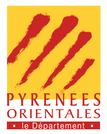 PYRENEES
ORIENTALES
• le Département •